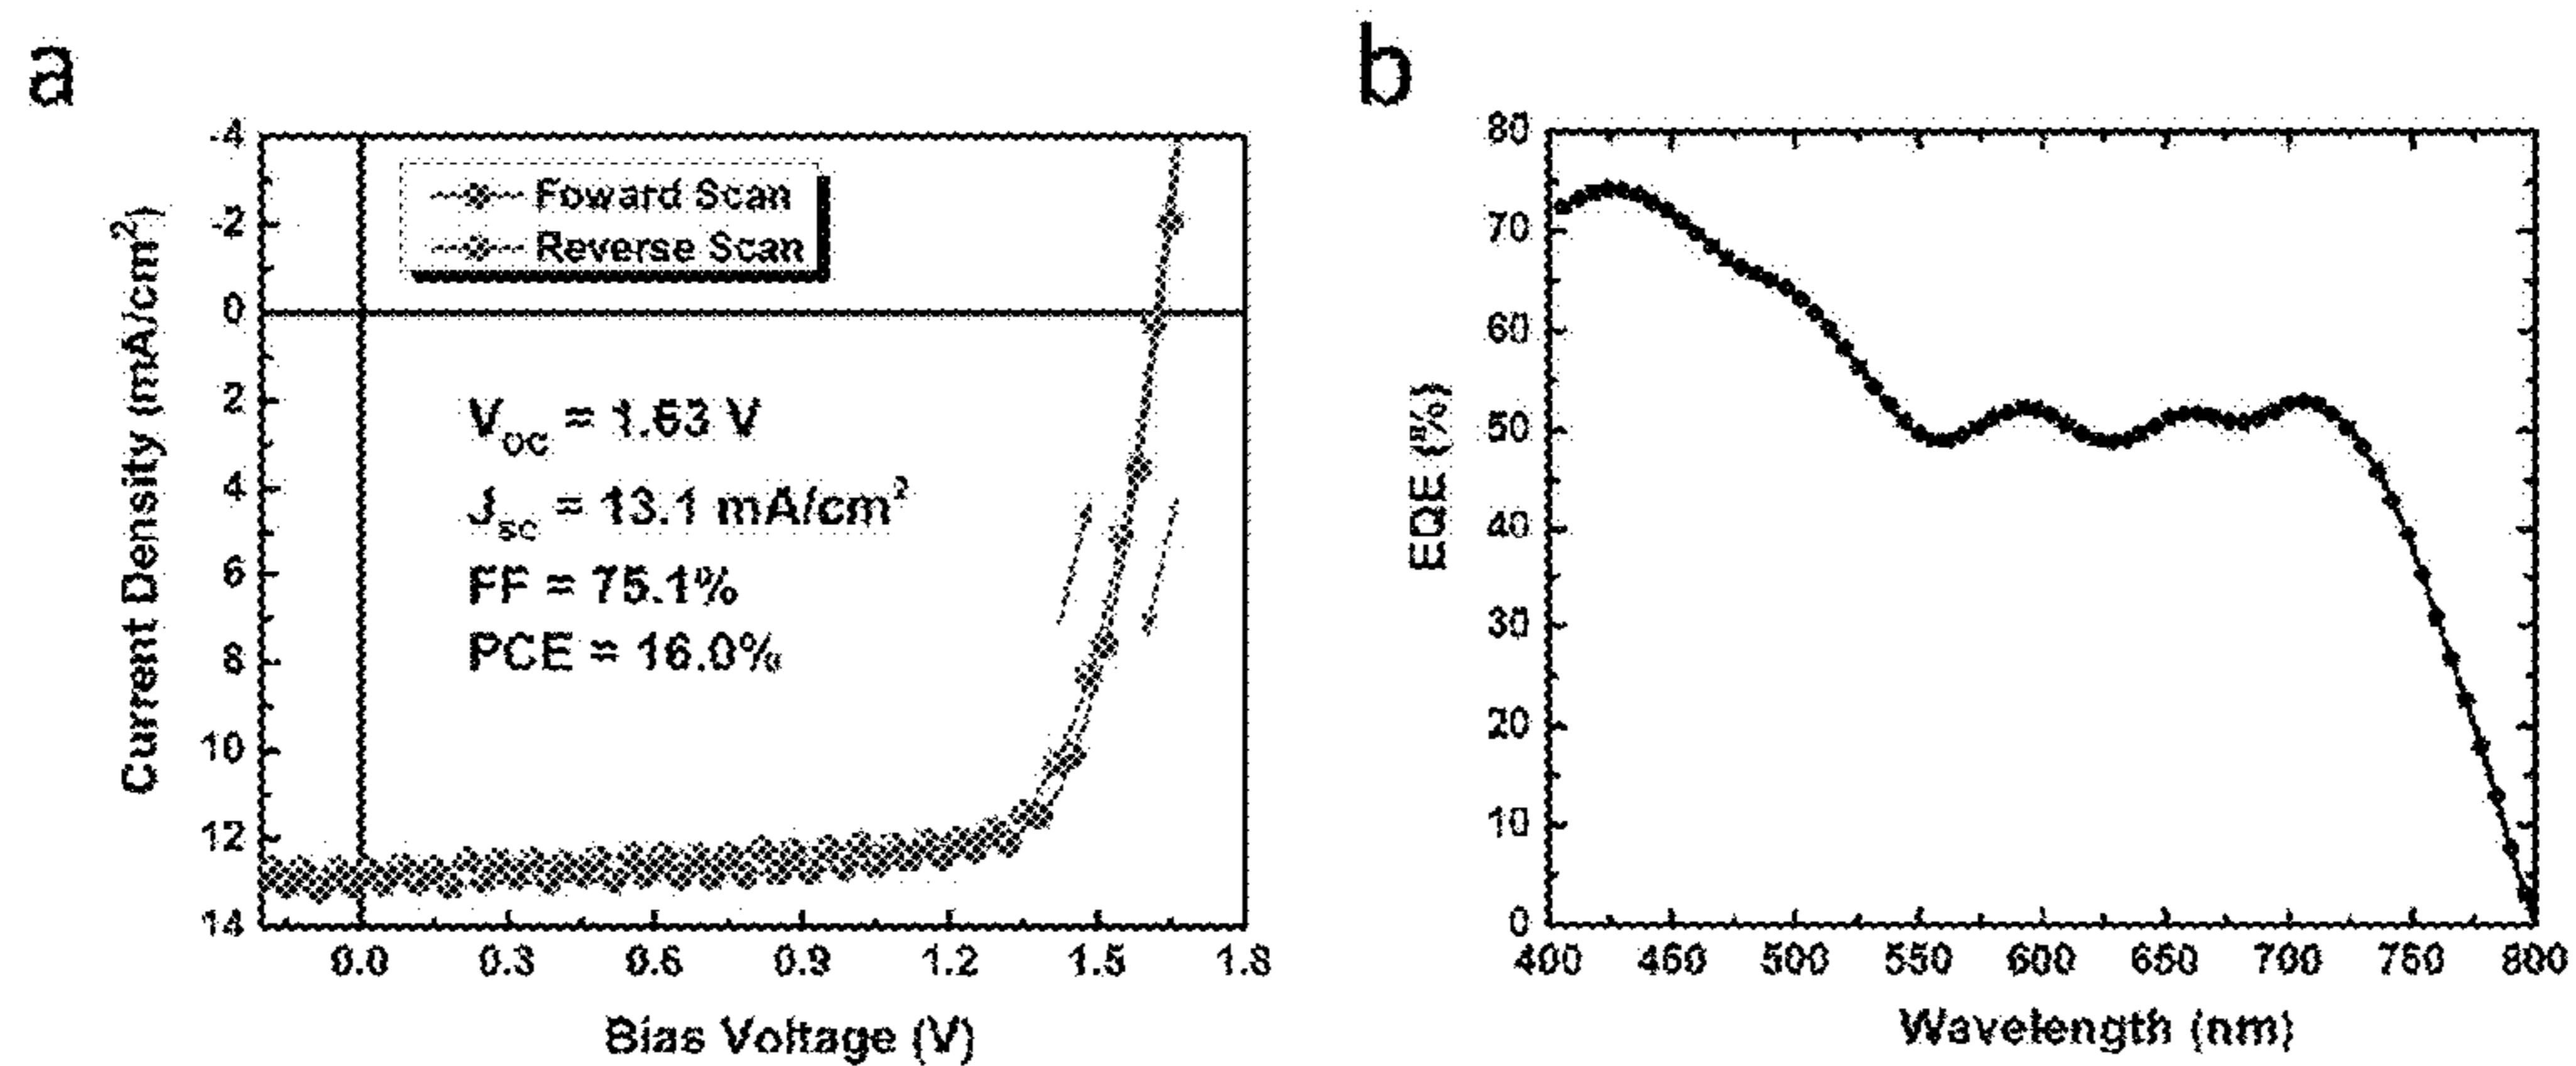 a
-4
-2
0
2
4
6
8
10
12
14
Current Density (mA/cm²)
Foward Scan
Reverse Scan
V_oc = 1.63 V
J_sc = 13.1 mA/cm²
FF = 75.1%
PCE = 16.0%
0.0 0.3 0.6 0.9 1.2 1.5 1.8
Bias Voltage (V)
b
80
70
60
50
40
30
20
10
0
EQE (%)
400 450 500 550 600 650 700 750 800
Wavelength (nm)